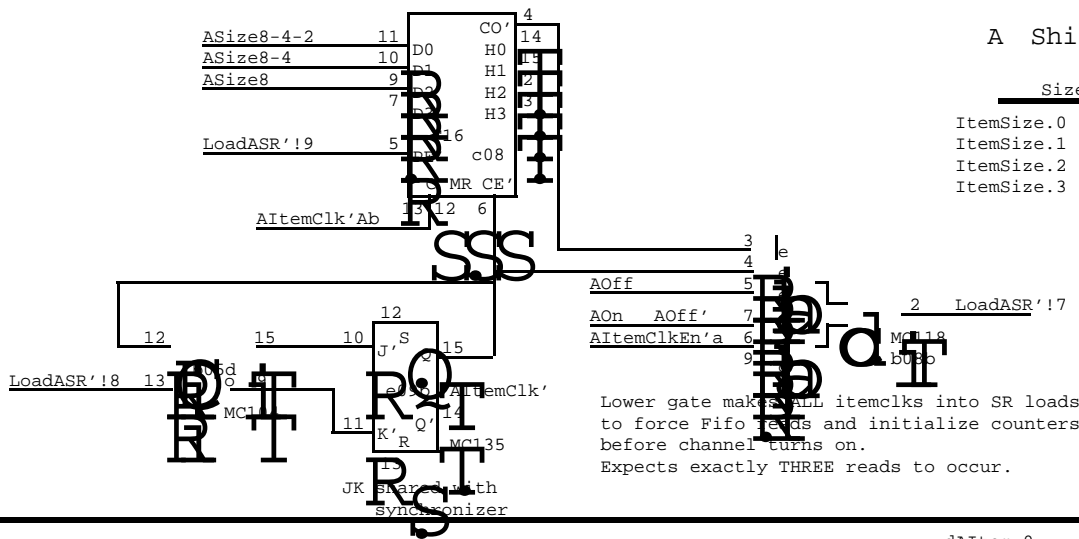 4
CO'
A Shi
ASize8-4-2 11 D0 H0 14
ASize8-4 10 D1 H1 15
ASize8 9 D2 H2 2
7 H3 3
Size
ItemSize.0
ItemSize.1
ItemSize.2
ItemSize.3
16
LoadASR'!9 5 c08
C MR CE'
13 12 6
AItemClk'Ab
SSS
3
4
AOff 5
AOn AOff' 7
AItemClkEn'a 6
9
2 LoadASR'!7
MC118
b08b
12
12 15 10 J' S Q 15
LoadASR'!8 13
AItemClk'
14
11 K' R Q'
MC135
13
JK shared with
synchronizer
Lower gate makes ALL itemclks into SR loads
to force Fifo reads and initialize counters
before channel turns on.
Expects exactly THREE reads to occur.